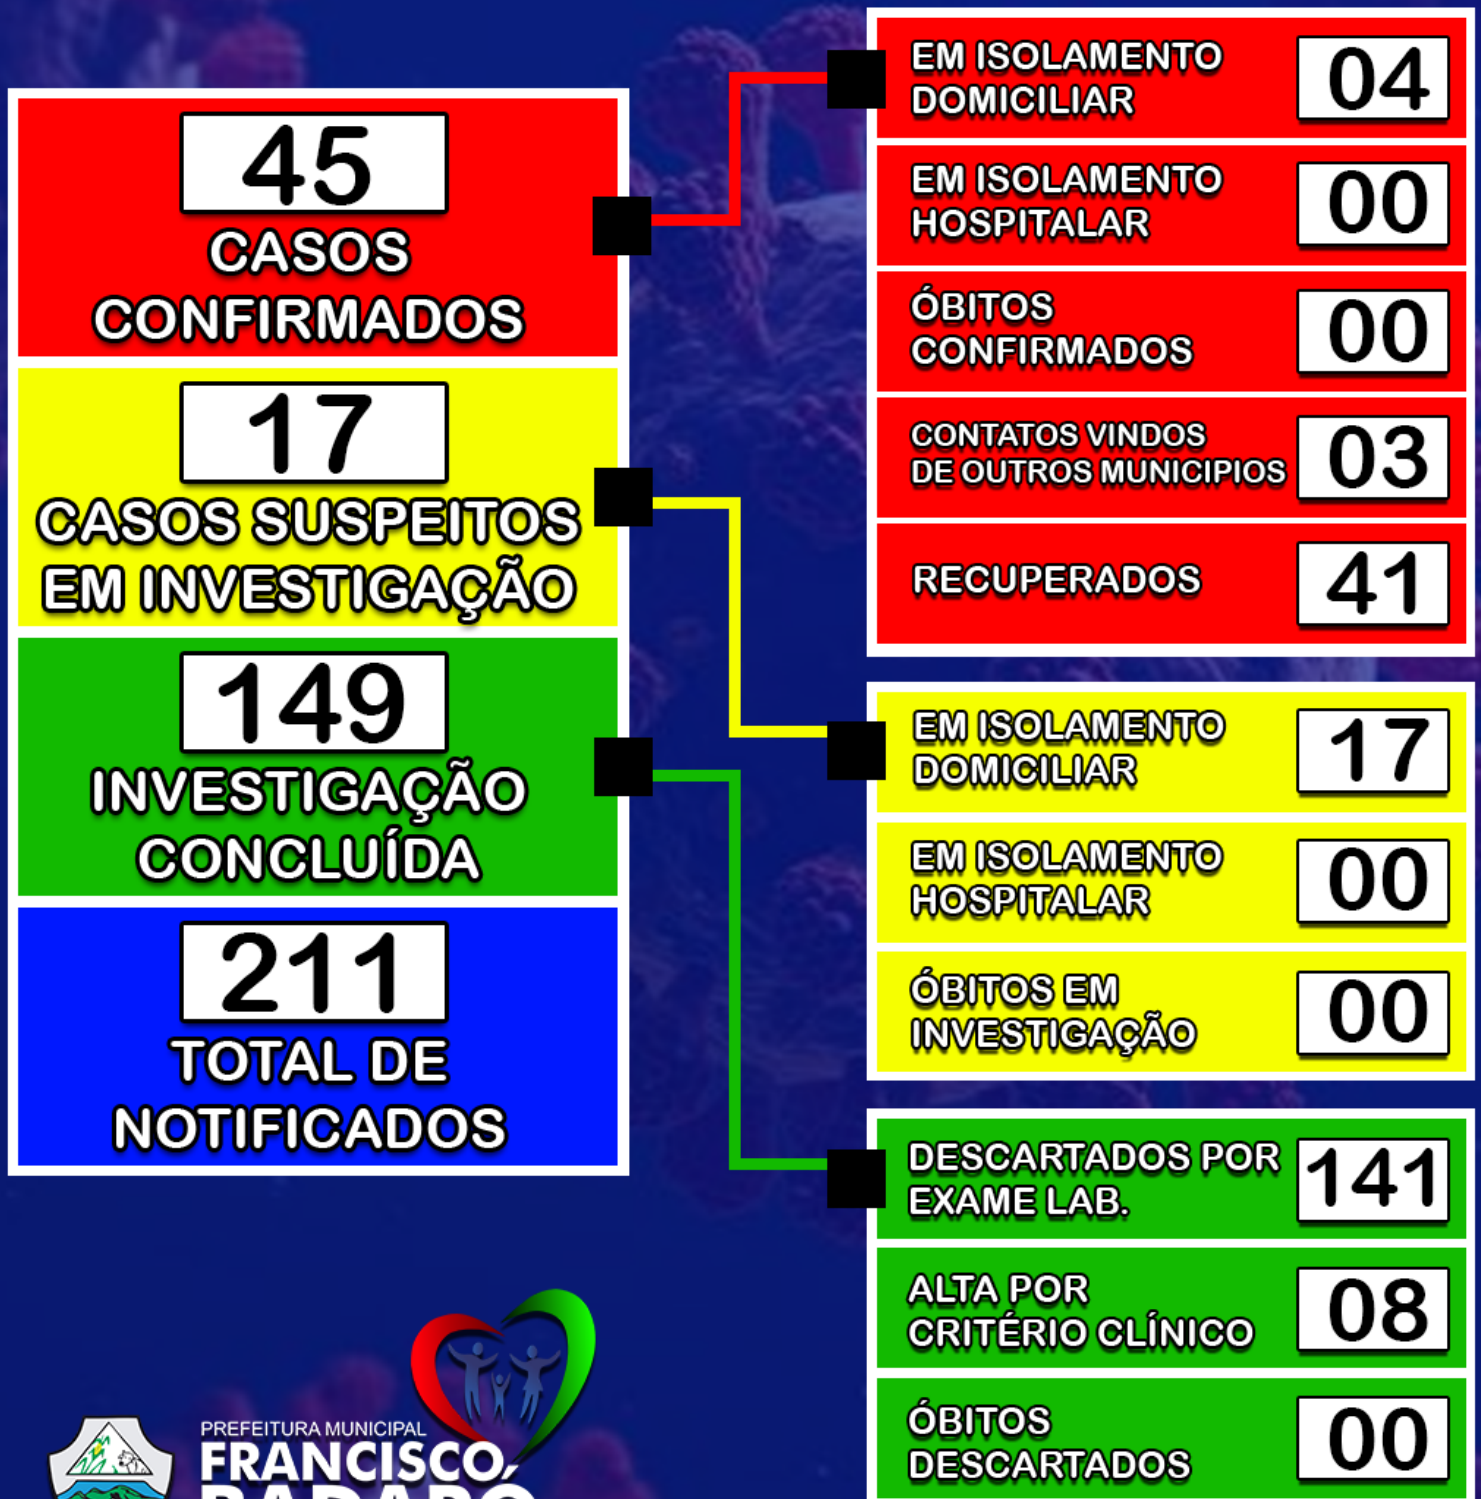 45
CASOS
CONFIRMADOS
17
CASOS SUSPEITOS
EM INVESTIGAÇÃO
149
INVESTIGAÇÃO
CONCLUÍDA
211
TOTAL DE
NOTIFICADOS
EM ISOLAMENTO
DOMICILIAR
04
EM ISOLAMENTO
HOSPITALAR
00
ÓBITOS
CONFIRMADOS
00
CONTATOS VINDOS
DE OUTROS MUNICIPIOS
03
RECUPERADOS
41
EM ISOLAMENTO
DOMICILIAR
17
EM ISOLAMENTO
HOSPITALAR
00
ÓBITOS EM
INVESTIGAÇÃO
00
DESCARTADOS POR
EXAME LAB.
141
ALTA POR
CRITÉRIO CLÍNICO
08
ÓBITOS
DESCARTADOS
00
PREFEITURA MUNICIPAL
FRANCISCO
BADARÓ